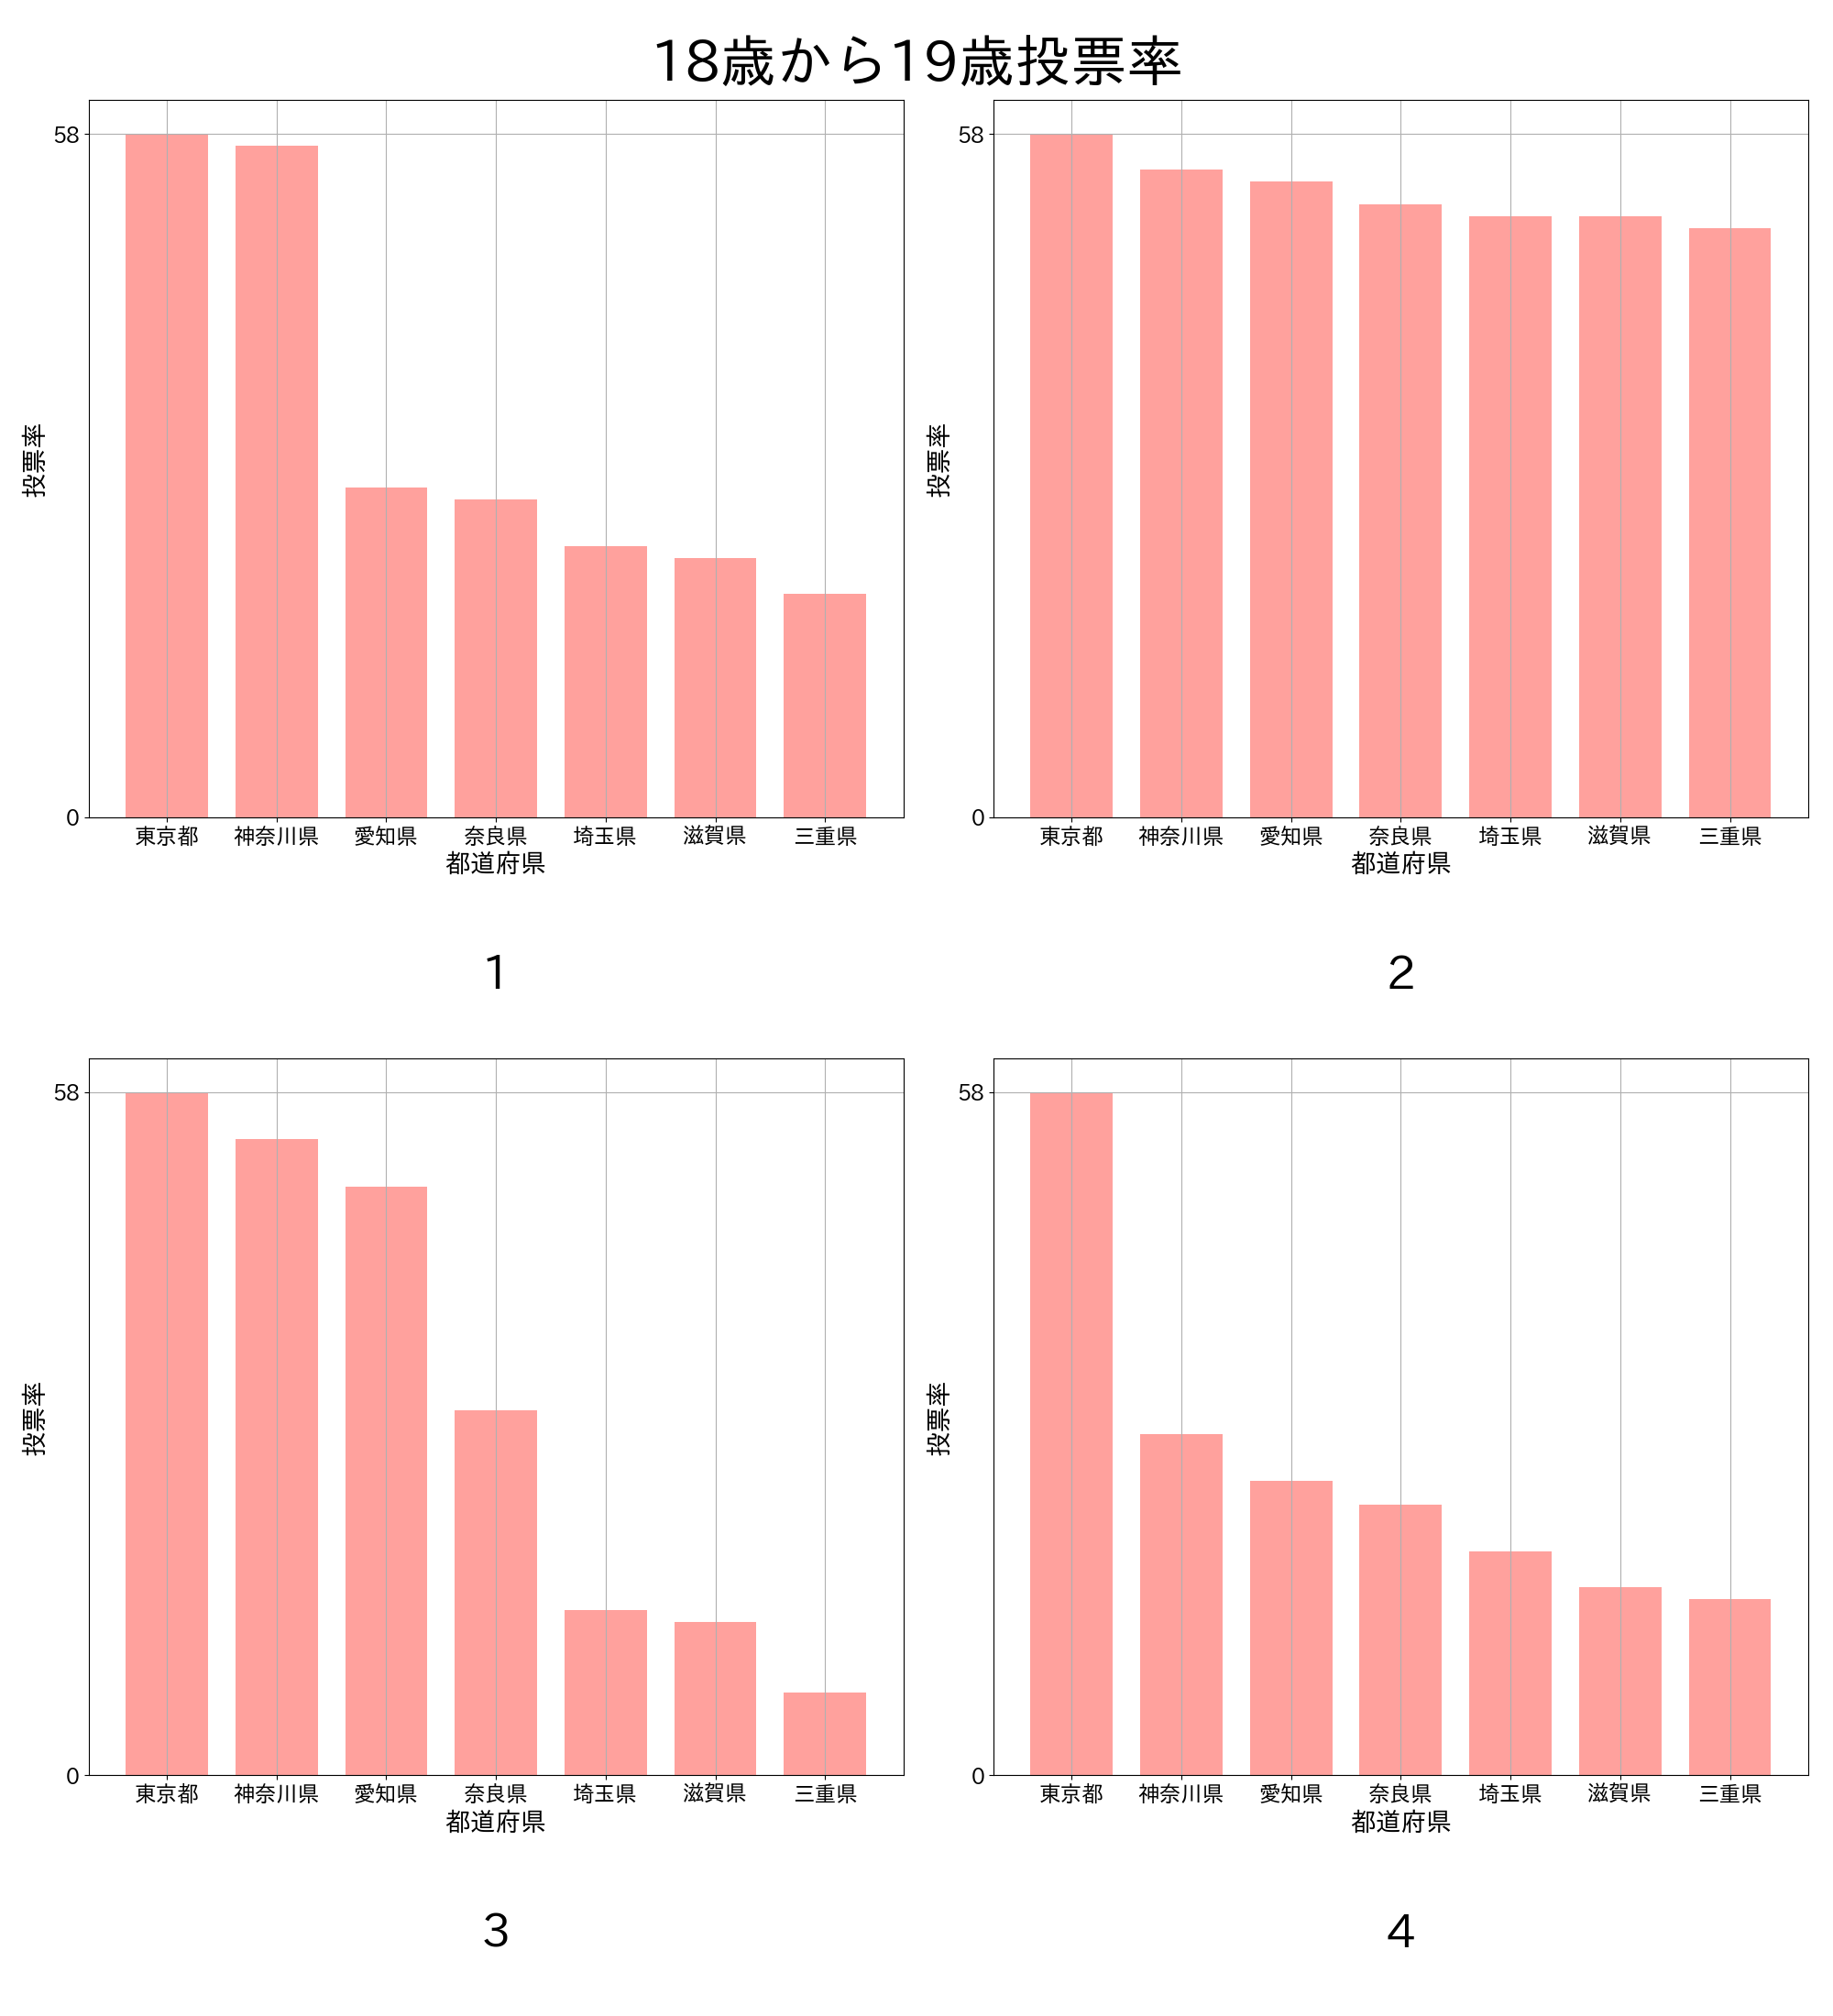 18歳から19歳投票率
58
0
投票率
東京都 神奈川県 愛知県 奈良県 埼玉県 滋賀県 三重県
都道府県
1
58
0
投票率
東京都 神奈川県 愛知県 奈良県 埼玉県 滋賀県 三重県
都道府県
2
58
0
投票率
東京都 神奈川県 愛知県 奈良県 埼玉県 滋賀県 三重県
都道府県
3
58
0
投票率
東京都 神奈川県 愛知県 奈良県 埼玉県 滋賀県 三重県
都道府県
4